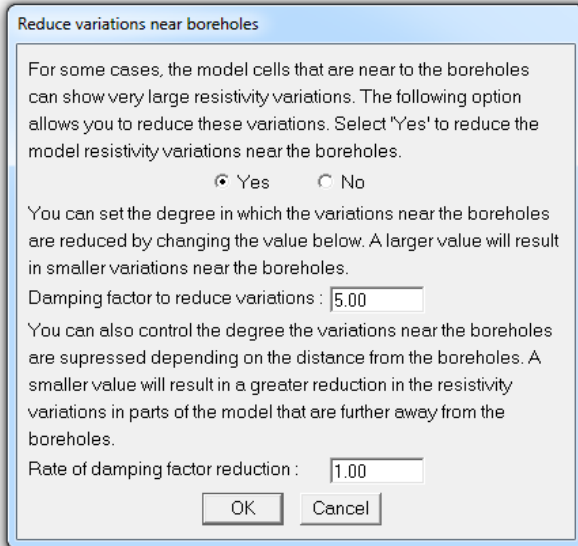 Reduce variations near boreholes
For some cases, the model cells that are near to the boreholes
can show very large resistivity variations. The following option
allows you to reduce these variations. Select 'Yes' to reduce the
model resistivity variations near the boreholes.
Yes No
You can set the degree in which the variations near the boreholes
are reduced by changing the value below. A larger value will result
in smaller variations near the boreholes.
Damping factor to reduce variations : 5.00
You can also control the degree the variations near the boreholes
are supressed depending on the distance from the boreholes. A
smaller value will result in a greater reduction in the resistivity
variations in parts of the model that are further away from the
boreholes.
Rate of damping factor reduction : 1.00
OK Cancel